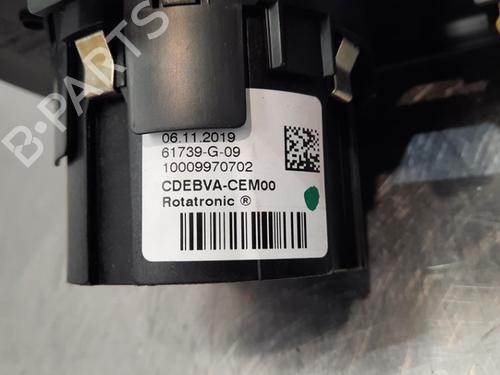 B-PARTS
06.11.2019
61739-G-09
10009970702
CDEBVA-CEM00
Rotatronic ®